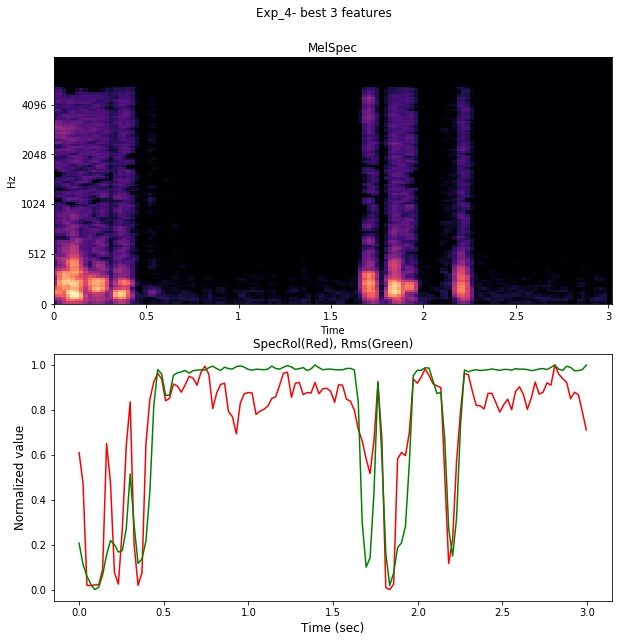 Exp_4- best 3 features
MelSpec
4096
2048
1024
512
0
Hz
0 0.5 1 1.5 2 2.5 3
Time
SpecRol(Red), Rms(Green)
1.0
0.8
0.6
0.4
0.2
0.0
Normalized value
0.0 0.5 1.0 1.5 2.0 2.5 3.0
Time (sec)